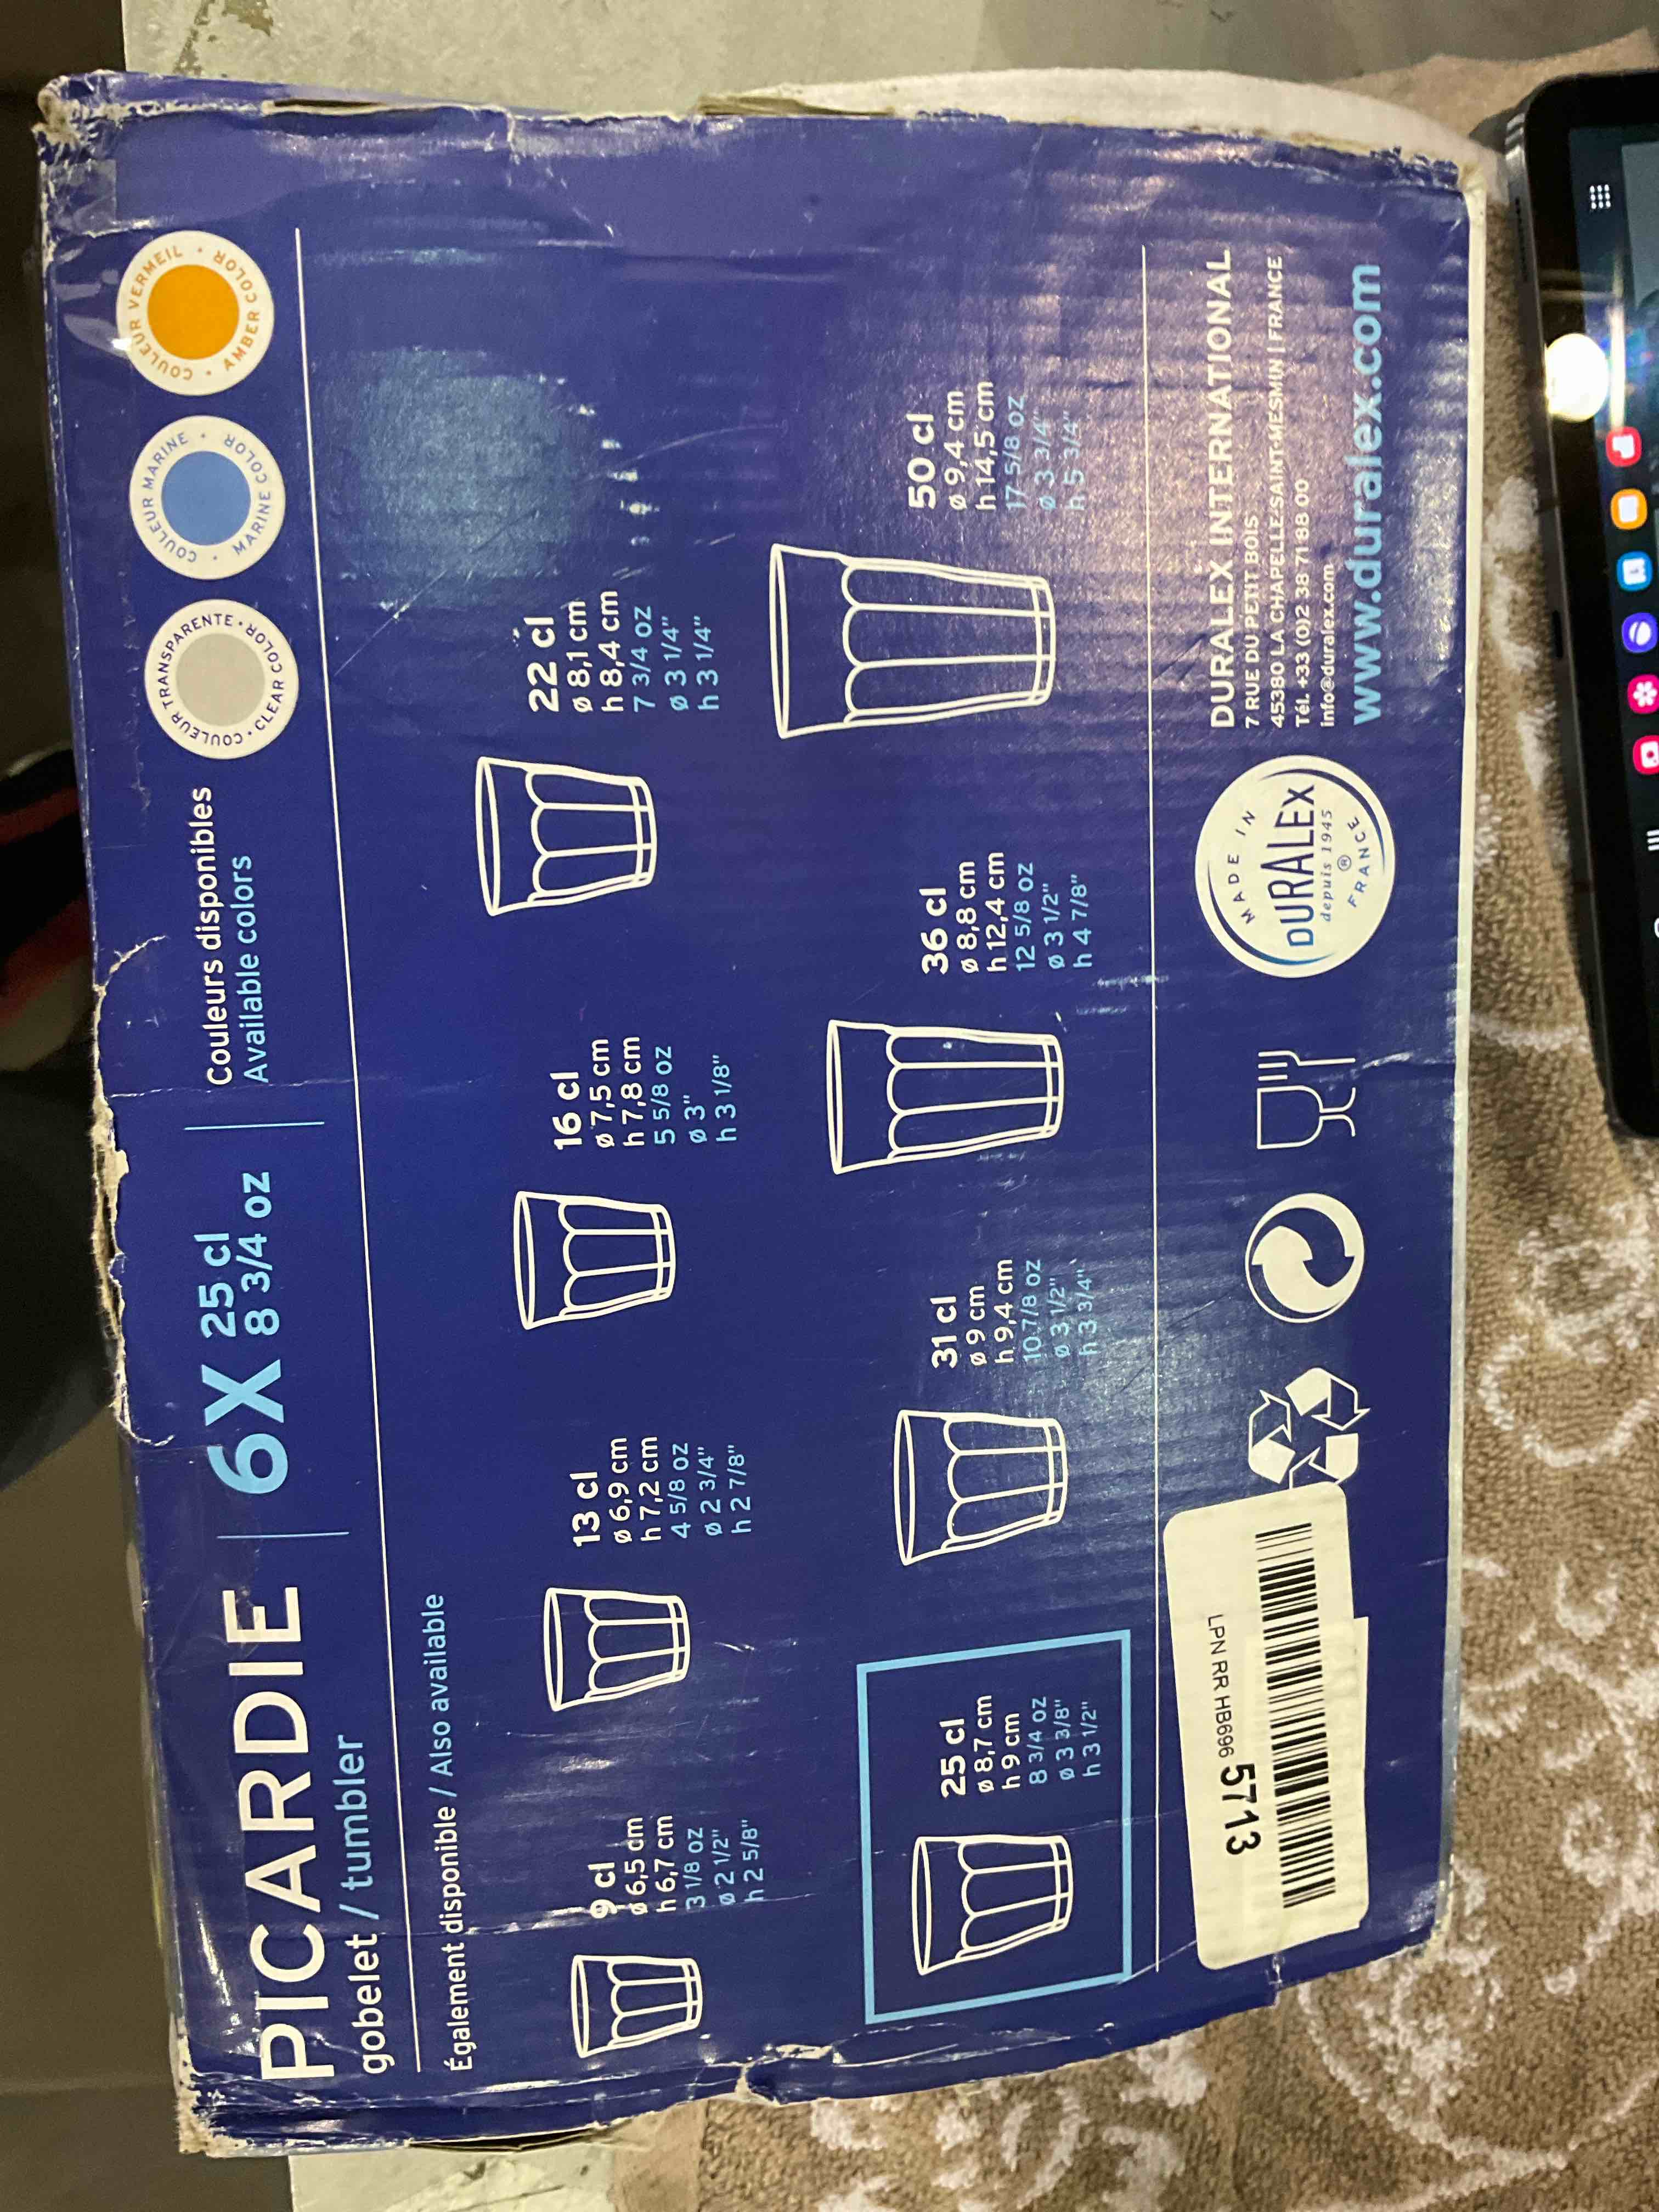 PICARDIE
gobelet / tumbler
6X 25 cl
8 3/4 oz
Couleurs disponibles
Available colors
COULEUR TRANSPARENTE • CLEAR COLOR •
COULEUR MARINE • MARINE COLOR •
COULEUR VERMEIL • AMBER COLOR •
Également disponible / Also available
9 cl
ø 6,5 cm
h 6,7 cm
3 1/8 oz
ø 2 1/2"
h 2 5/8"
13 cl
ø 6,9 cm
h 7,2 cm
4 5/8 oz
ø 2 3/4"
h 2 7/8"
16 cl
ø 7,5 cm
h 7,8 cm
5 5/8 oz
ø 3"
h 3 1/8"
22 cl
ø 8,1 cm
h 8,4 cm
7 3/4 oz
ø 3 1/4"
h 3 1/4"
25 cl
ø 8,7 cm
h 9 cm
8 3/4 oz
ø 3 3/8"
h 3 1/2"
31 cl
ø 9 cm
h 9,4 cm
10 7/8 oz
ø 3 1/2"
h 3 3/4"
36 cl
ø 8,8 cm
h 12,4 cm
12 5/8 oz
ø 3 1/2"
h 4 7/8"
50 cl
ø 9,4 cm
h 14,5 cm
17 5/8 oz
ø 3 3/4"
h 5 3/4"
LPN RR HB696 5713
MADE IN
DURALEX
depuis 1945
®
FRANCE
DURALEX INTERNATIONAL
7 RUE DU PETIT BOIS
45380 LA CHAPELLE/SAINT-MESMIN | FRANCE
Tél. +33 (0)2 38 71 88 00
info@duralex.com
www.duralex.com